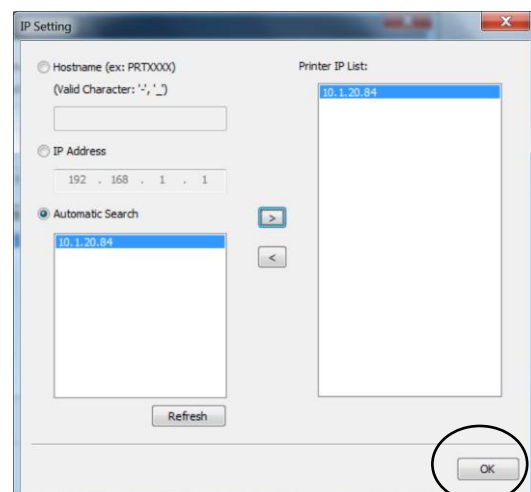 IP Setting
Hostname (ex: PRTXXXX)
(Valid Character: '-', '_')
IP Address
192 . 168 . 1 . 1
Automatic Search
10.1.20.84
Refresh
>
<
Printer IP List:
10.1.20.84
OK